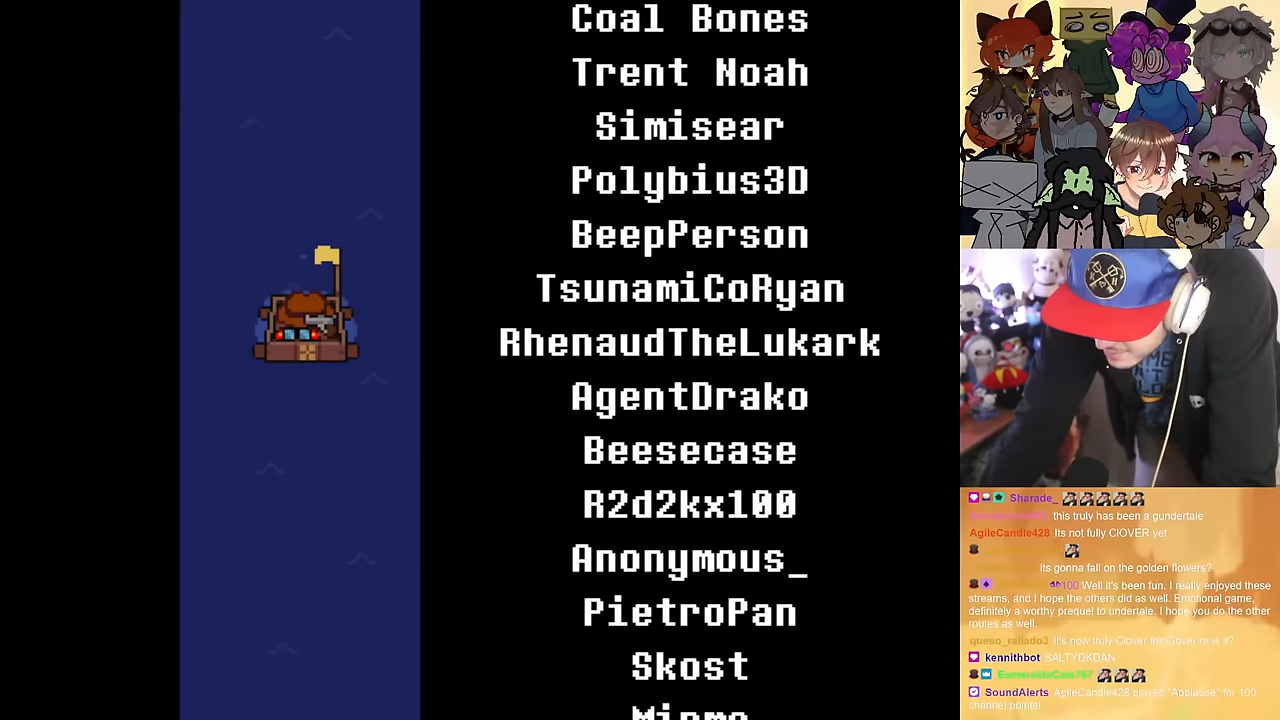 Coal Bones
Trent Noah
Simisear
Polybius3D
BeepPerson
TsunamiCoRyan
RhenaudTheLukark
AgentDrako
Beesecase
R2d2kx100
Anonymous_
PietroPan
Skost
Sharade_
this truly has been a gundertale
AgileCandle428 Its not fully ClOVER yet
its gonna fall on the golden flowers?
100 Well it's been fun. I really enjoyed these
streams, and I hope the others did as well. Emotional game,
definitely a worthy prequel to undertale. I hope you do the other
routes as well.
queso_rallado3 It's now truly Clover for Clover or is it?
kennithbot SALTYDKDAN
EsmeraldaCats767
SoundAlerts AgileCandle428 played "Applause" for 100
channel points!